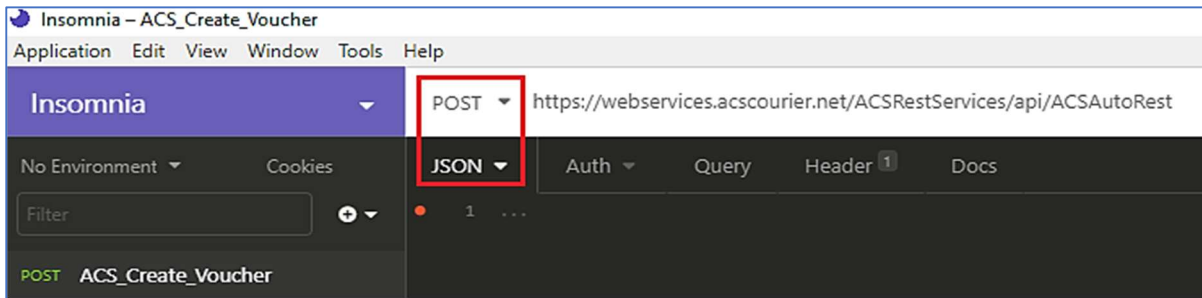 Insomnia – ACS_Create_Voucher
Application Edit View Window Tools Help
Insomnia
POST https://webservices.acscourier.net/ACSRestServices/api/ACSAutoRest
No Environment Cookies
JSON Auth Query Header 1 Docs
Filter
1 ...
POST ACS_Create_Voucher